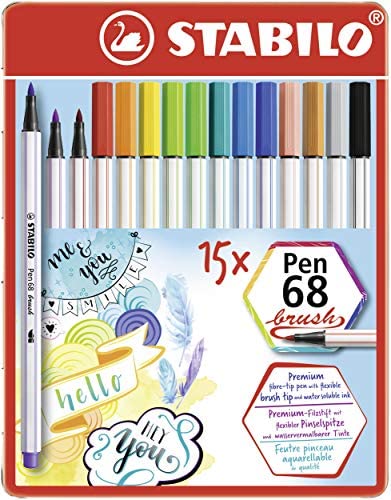 STABILO®
STABILO Pen 68 brush
me &
you
SMILE
15x
Pen
68
brush
hello
HEY
You
Premium
fibre-tip pen with flexible
brush tip and water soluble ink
Premium-Filzstift mit
flexibler Pinselspitze
und wasservermalbarer Tinte
Feutre pinceau
aquarellable
de qualité